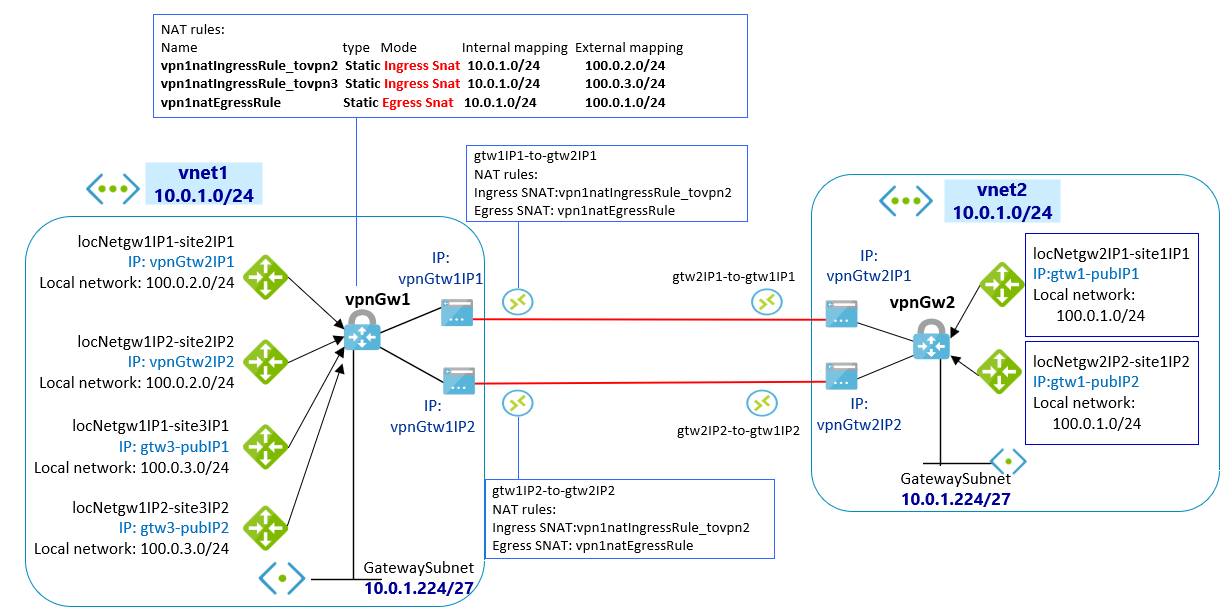 NAT rules:
Name type Mode Internal mapping External mapping
vpn1natIngressRule_tovpn2 Static Ingress Snat 10.0.1.0/24 100.0.2.0/24
vpn1natIngressRule_tovpn3 Static Ingress Snat 10.0.1.0/24 100.0.3.0/24
vpn1natEgressRule Static Egress Snat 10.0.1.0/24 100.0.1.0/24
gtw1IP1-to-gtw2IP1
NAT rules:
Ingress SNAT:vpn1natIngressRule_tovpn2
Egress SNAT: vpn1natEgressRule
vnet1
10.0.1.0/24
vnet2
10.0.1.0/24
locNetgw1IP1-site2IP1
IP: vpnGtw2IP1
Local network: 100.0.2.0/24
locNetgw1IP2-site2IP2
IP: vpnGtw2IP2
Local network: 100.0.2.0/24
locNetgw1IP1-site3IP1
IP: gtw3-pubIP1
Local network: 100.0.3.0/24
locNetgw1IP2-site3IP2
IP: gtw3-pubIP2
Local network: 100.0.3.0/24
vpnGw1
IP:
vpnGtw1IP1
IP:
vpnGtw1IP2
GatewaySubnet
10.0.1.224/27
gtw2IP1-to-gtw1IP1
gtw2IP2-to-gtw1IP2
gtw1IP2-to-gtw2IP2
NAT rules:
Ingress SNAT:vpn1natIngressRule_tovpn2
Egress SNAT: vpn1natEgressRule
IP:
vpnGtw2IP1
IP:
vpnGtw2IP2
vpnGw2
locNetgw2IP1-site1IP1
IP:gtw1-pubIP1
Local network:
100.0.1.0/24
locNetgw2IP2-site1IP2
IP:gtw1-pubIP2
Local network:
100.0.1.0/24
GatewaySubnet
10.0.1.224/27